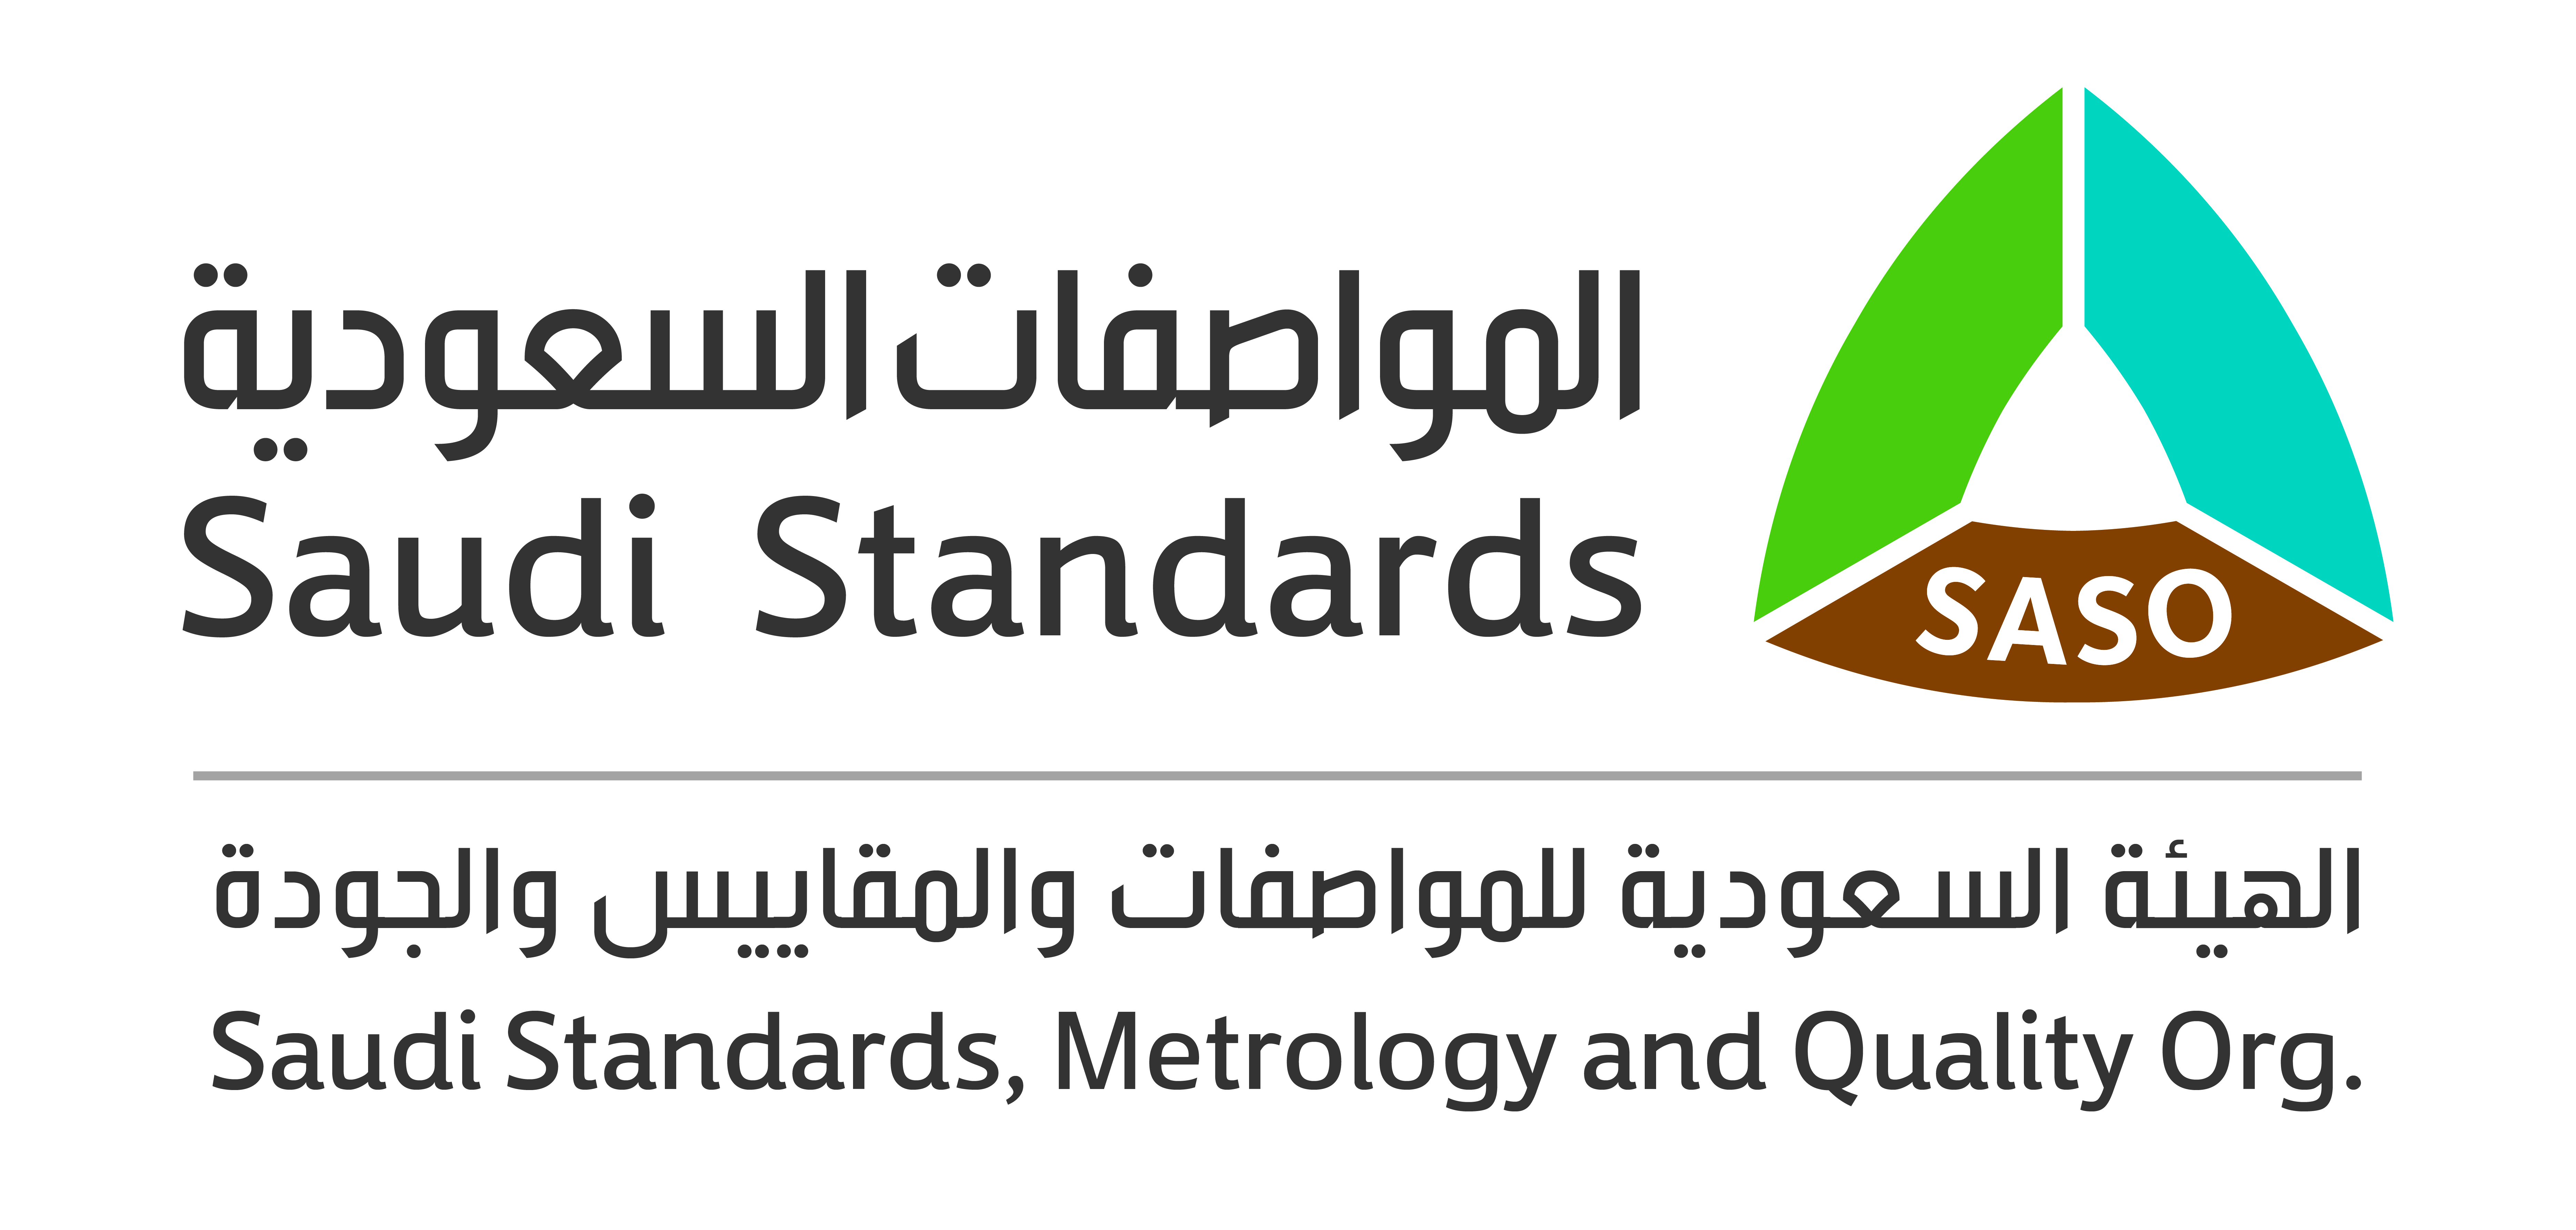 المواصفات السعودية
Saudi Standards
SASO
الهيئة السعودية للمواصفات والمقاييس والجودة
Saudi Standards, Metrology and Quality Org.